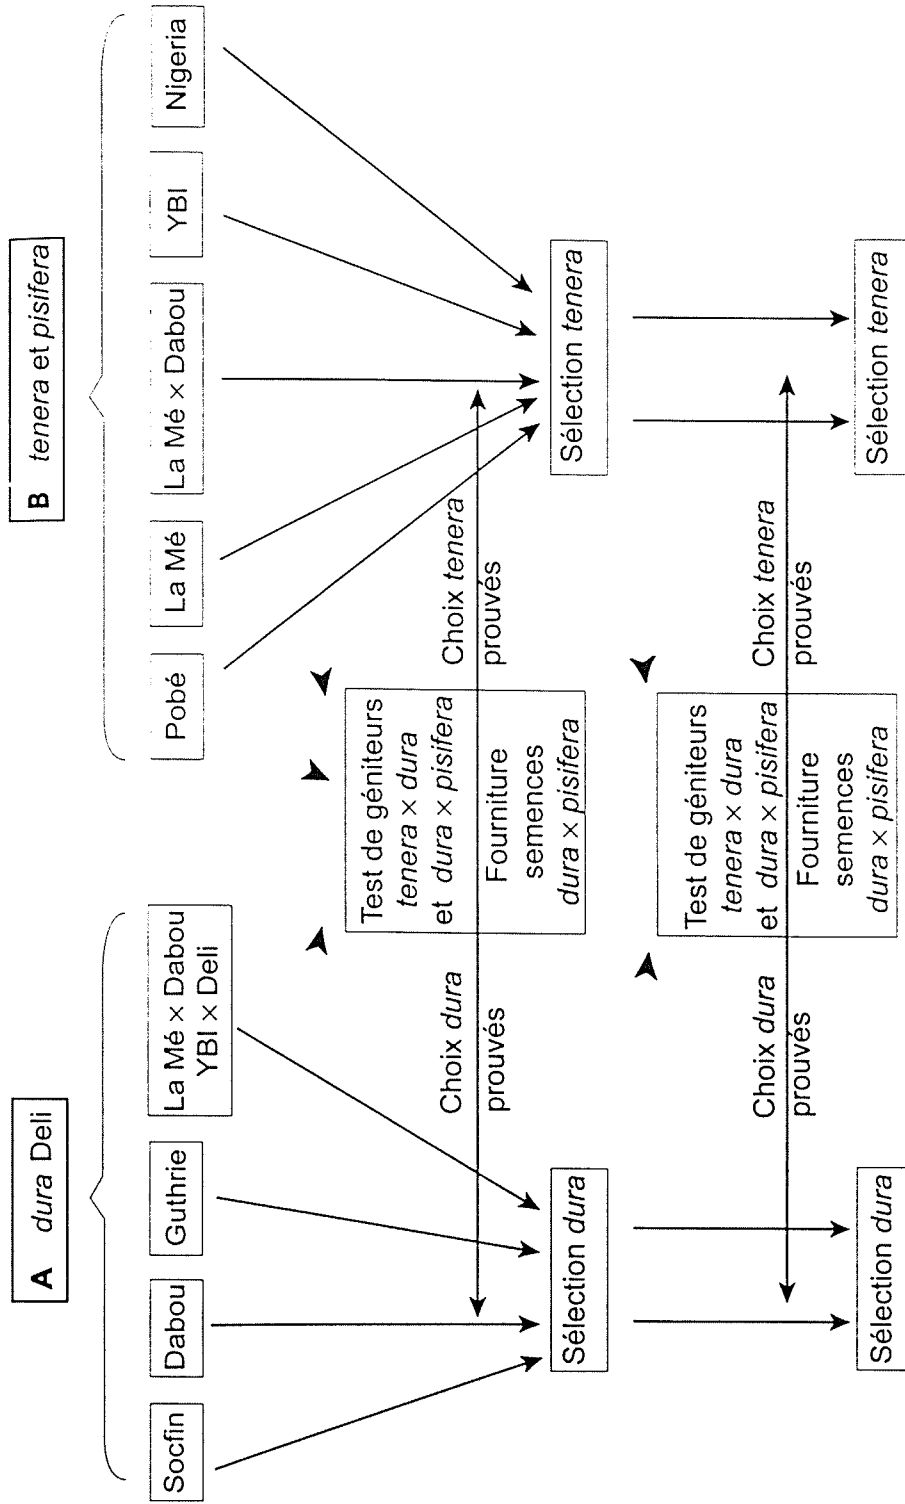 A dura Deli
B tenera et pisifera
Socfin
Dabou
Guthrie
La Mé × Dabou
YBI × Deli
Pobé
La Mé
La Mé × Dabou
YBI
Nigeria
Test de géniteurs
tenera × dura
et dura × pisifera
Fourniture
semences
dura × pisifera
Choix dura
prouvés
Choix tenera
prouvés
Sélection dura
Sélection tenera
Test de géniteurs
tenera × dura
et dura × pisifera
Fourniture
semences
dura × pisifera
Choix dura
prouvés
Choix tenera
prouvés
Sélection dura
Sélection tenera